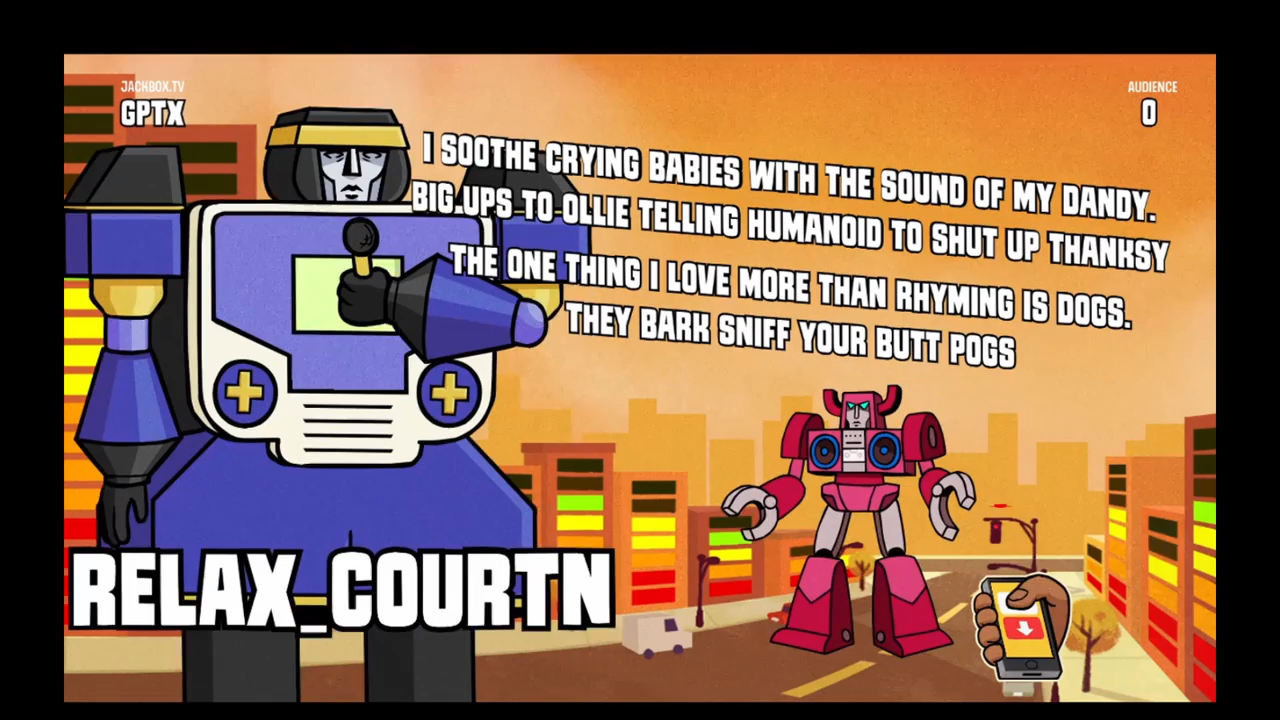 JACKBOX.TV
GPTX
AUDIENCE
0
I SOOTHE CRYING BABIES WITH THE SOUND OF MY DANDY.
BIG UPS TO OLLIE TELLING HUMANOID TO SHUT UP THANKSY
THE ONE THING I LOVE MORE THAN RHYMING IS DOGS.
THEY BARK SNIFF YOUR BUTT POGS
RELAX_COURTN